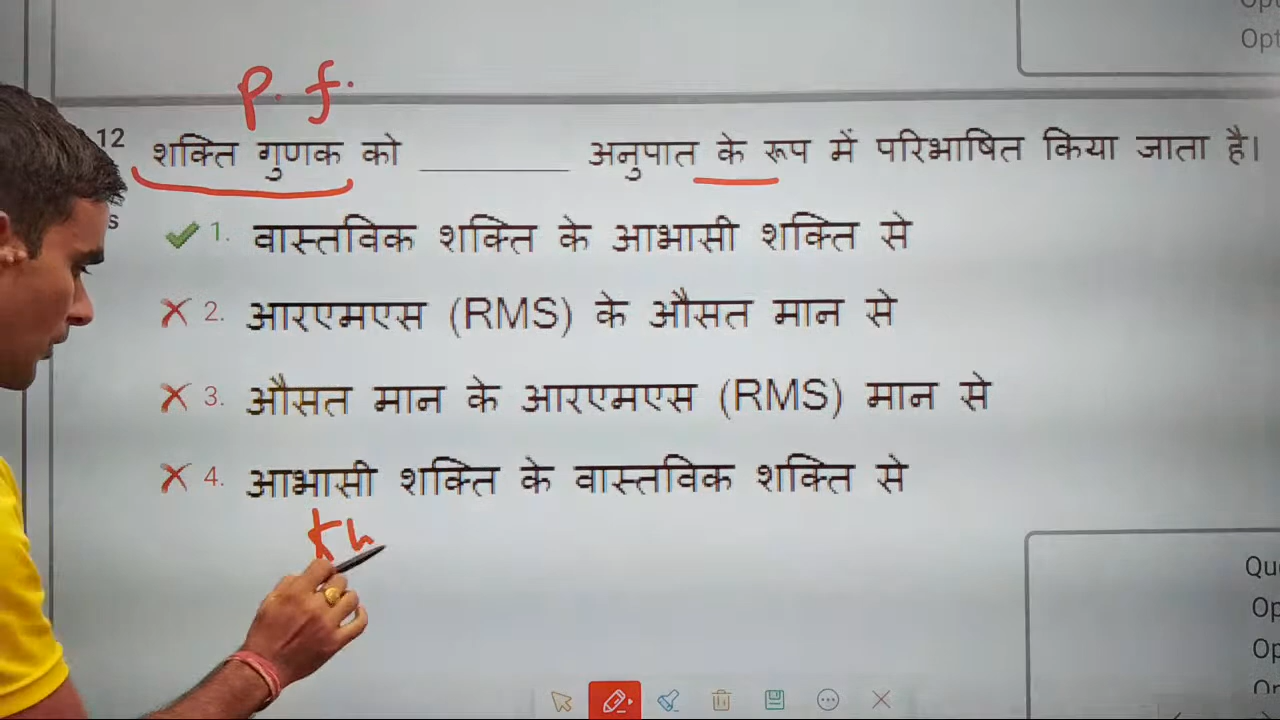 Opt
Opt
p. f.
12
शक्ति गुणक को __________ अनुपात के रूप में परिभाषित किया जाता है।
s
1. वास्तविक शक्ति के आभासी शक्ति से
2. आरएमएस (RMS) के औसत मान से
3. औसत मान के आरएमएस (RMS) मान से
4. आभासी शक्ति के वास्तविक शक्ति से
Qu
Op
Op